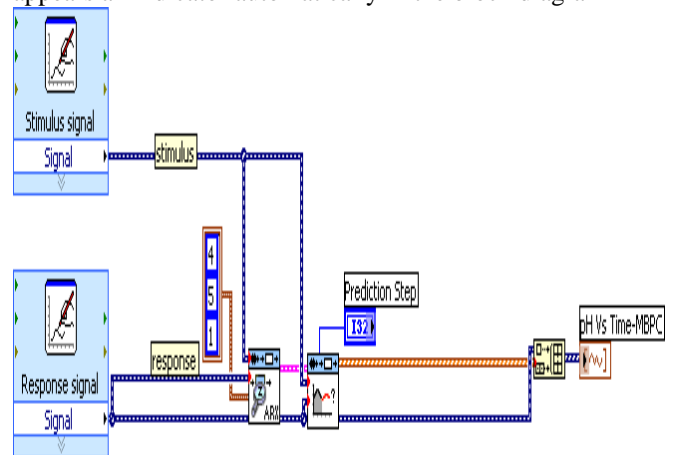 Stimulus signal
Signal
stimulus
4
5
1
Prediction Step
I32
pH Vs Time-MBPC
response
ARX
?
Response signal
Signal